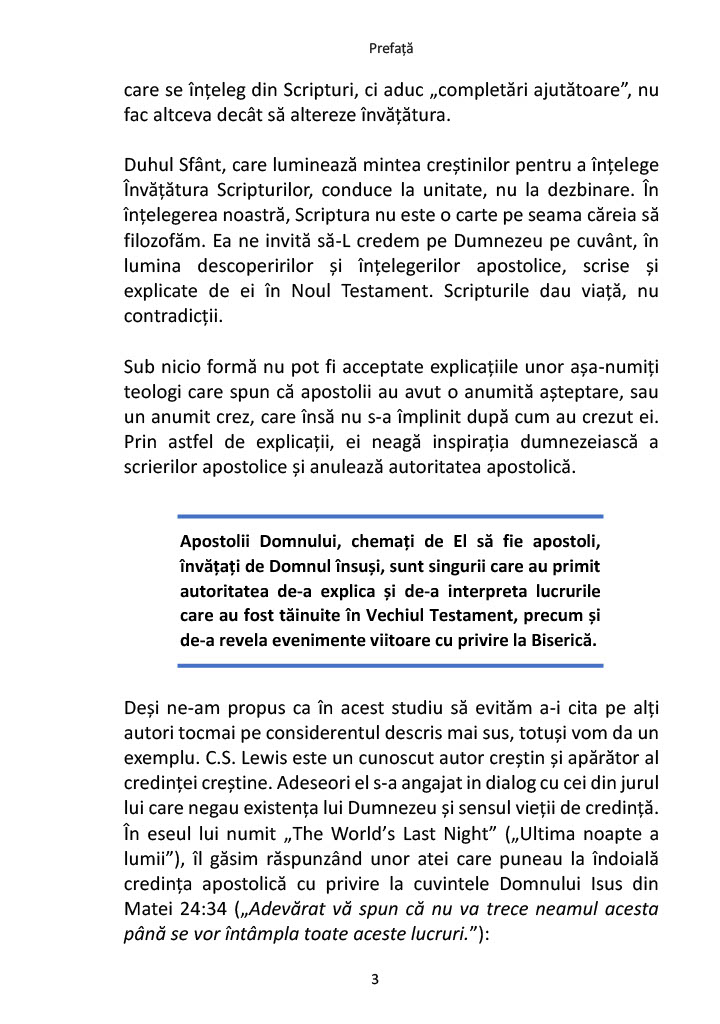 Prefață
care se înțeleg din Scripturi, ci aduc „completări ajutătoare”, nu
fac altceva decât să altereze învățătura.
Duhul Sfânt, care luminează mintea creștinilor pentru a înțelege
Învățătura Scripturilor, conduce la unitate, nu la dezbinare. În
înțelegerea noastră, Scriptura nu este o carte pe seama căreia să
filozofăm. Ea ne invită să-L credem pe Dumnezeu pe cuvânt, în
lumina descoperirilor și înțelegerilor apostolice, scrise și
explicate de ei în Noul Testament. Scripturile dau viață, nu
contradicții.
Sub nicio formă nu pot fi acceptate explicațiile unor așa-numiți
teologi care spun că apostolii au avut o anumită așteptare, sau
un anumit crez, care însă nu s-a împlinit după cum au crezut ei.
Prin astfel de explicații, ei neagă inspirația dumnezeiască a
scrierilor apostolice și anulează autoritatea apostolică.
Apostolii Domnului, chemați de El să fie apostoli,
învățați de Domnul însuși, sunt singurii care au primit
autoritatea de-a explica și de-a interpreta lucrurile
care au fost tăinuite în Vechiul Testament, precum și
de-a revela evenimente viitoare cu privire la Biserică.
Deși ne-am propus ca în acest studiu să evităm a-i cita pe alți
autori tocmai pe considerentul descris mai sus, totuși vom da un
exemplu. C.S. Lewis este un cunoscut autor creștin și apărător al
credinței creștine. Adeseori el s-a angajat in dialog cu cei din jurul
lui care negau existența lui Dumnezeu și sensul vieții de credință.
În eseul lui numit „The World’s Last Night” („Ultima noapte a
lumii”), îl găsim răspunzând unor atei care puneau la îndoială
credința apostolică cu privire la cuvintele Domnului Isus din
Matei 24:34 („Adevărat vă spun că nu va trece neamul acesta
până se vor întâmpla toate aceste lucruri.”):
3